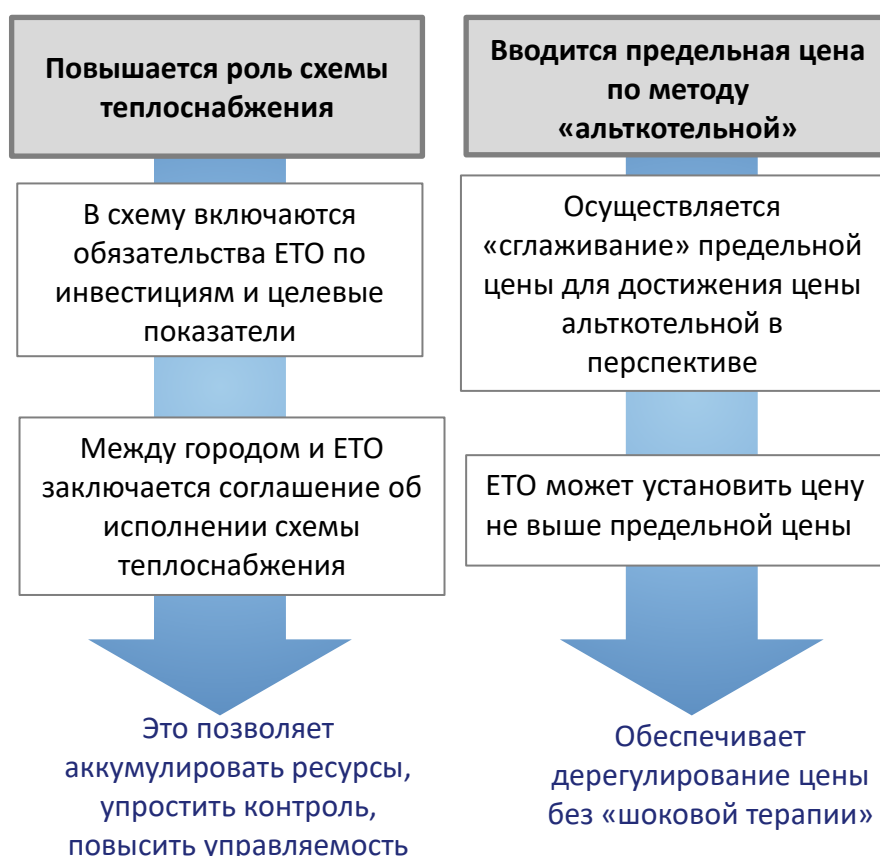 Повышается роль схемы
теплоснабжения
В схему включаются
обязательства ЕТО по
инвестициям и целевые
показатели
Между городом и ЕТО
заключается соглашение об
исполнении схемы
теплоснабжения
Это позволяет
аккумулировать ресурсы,
упростить контроль,
повысить управляемость
Вводится предельная цена
по методу
«альткотельной»
Осуществляется
«сглаживание» предельной
цены для достижения цены
альткотельной в
перспективе
ЕТО может установить цену
не выше предельной цены
Обеспечивает
дерегулирование цены
без «шоковой терапии»